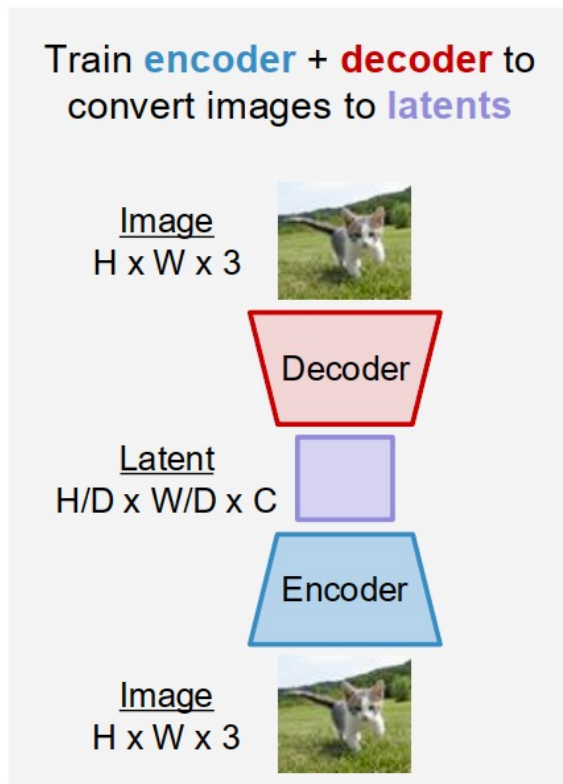 Train encoder + decoder to
convert images to latents
Image
H x W x 3
Decoder
Latent
H/D x W/D x C
Encoder
Image
H x W x 3